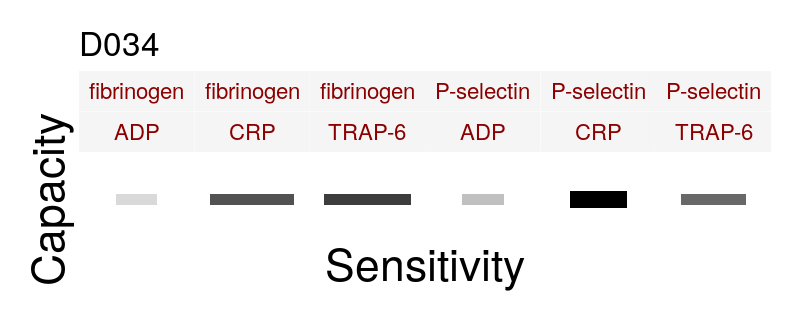 D034
fibrinogen fibrinogen fibrinogen P-selectin P-selectin P-selectin
ADP CRP TRAP-6 ADP CRP TRAP-6
Capacity
Sensitivity